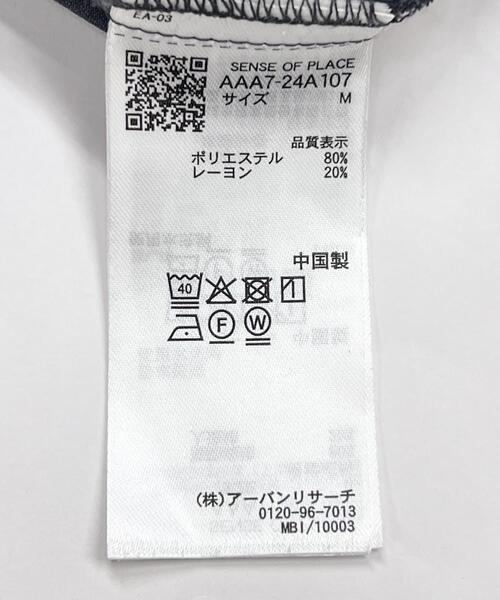 EA-03
SENSE OF PLACE
AAA7-24A107
サイズ M
品質表示
ポリエステル 80%
レーヨン 20%
中国製
40
F W
(株)アーバンリサーチ
0120-96-7013
MBI/10003